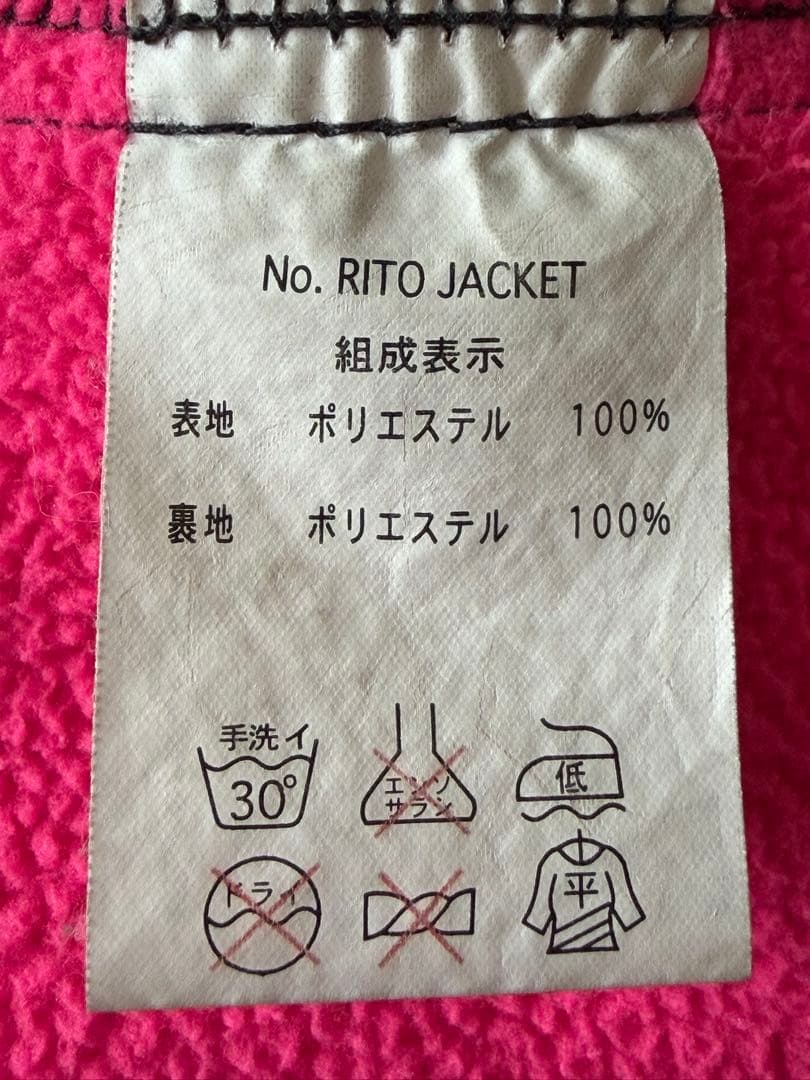 No. RITO JACKET
組成表示
表地 ポリエステル 100%
裏地 ポリエステル 100%
手洗イ
30°
エンソ
サラシ
低
ドライ
平